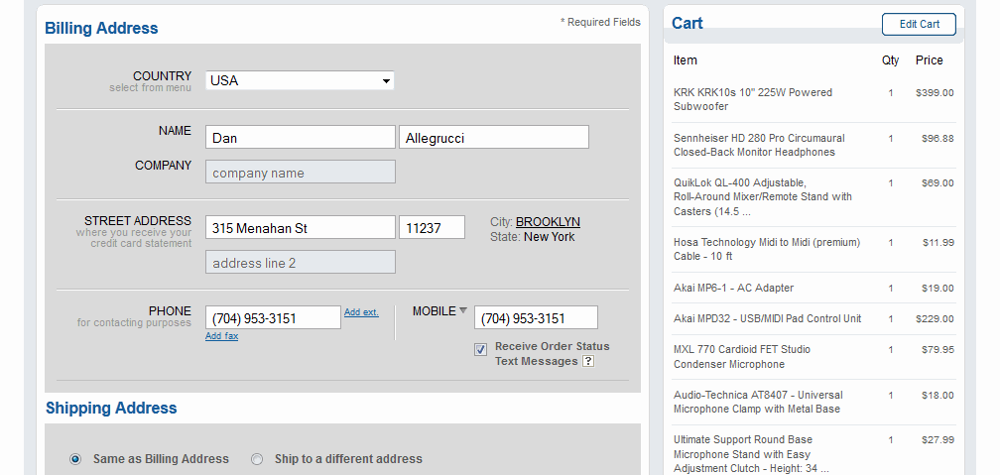 Billing Address
* Required Fields
COUNTRY
select from menu
USA
NAME
Dan
Allegrucci
COMPANY
company name
STREET ADDRESS
where you receive your
credit card statement
315 Menahan St
11237
City: BROOKLYN
State: New York
address line 2
PHONE
for contacting purposes
(704) 953-3151
Add ext.
Add fax
MOBILE
(704) 953-3151
Receive Order Status
Text Messages ?
Shipping Address
Same as Billing Address
Ship to a different address
Cart
Edit Cart
Item Qty Price
KRK KRK10s 10" 225W Powered 1 $399.00
Subwoofer
Sennheiser HD 280 Pro Circumaural 1 $96.88
Closed-Back Monitor Headphones
QuikLok QL-400 Adjustable, 1 $69.00
Roll-Around Mixer/Remote Stand with
Casters (14.5 ...
Hosa Technology Midi to Midi (premium) 1 $11.99
Cable - 10 ft
Akai MP6-1 - AC Adapter 1 $19.00
Akai MPD32 - USB/MIDI Pad Control Unit 1 $229.00
MXL 770 Cardioid FET Studio 1 $79.95
Condenser Microphone
Audio-Technica AT8407 - Universal 1 $18.00
Microphone Clamp with Metal Base
Ultimate Support Round Base 1 $27.99
Microphone Stand with Easy
Adjustment Clutch - Height: 34 ...